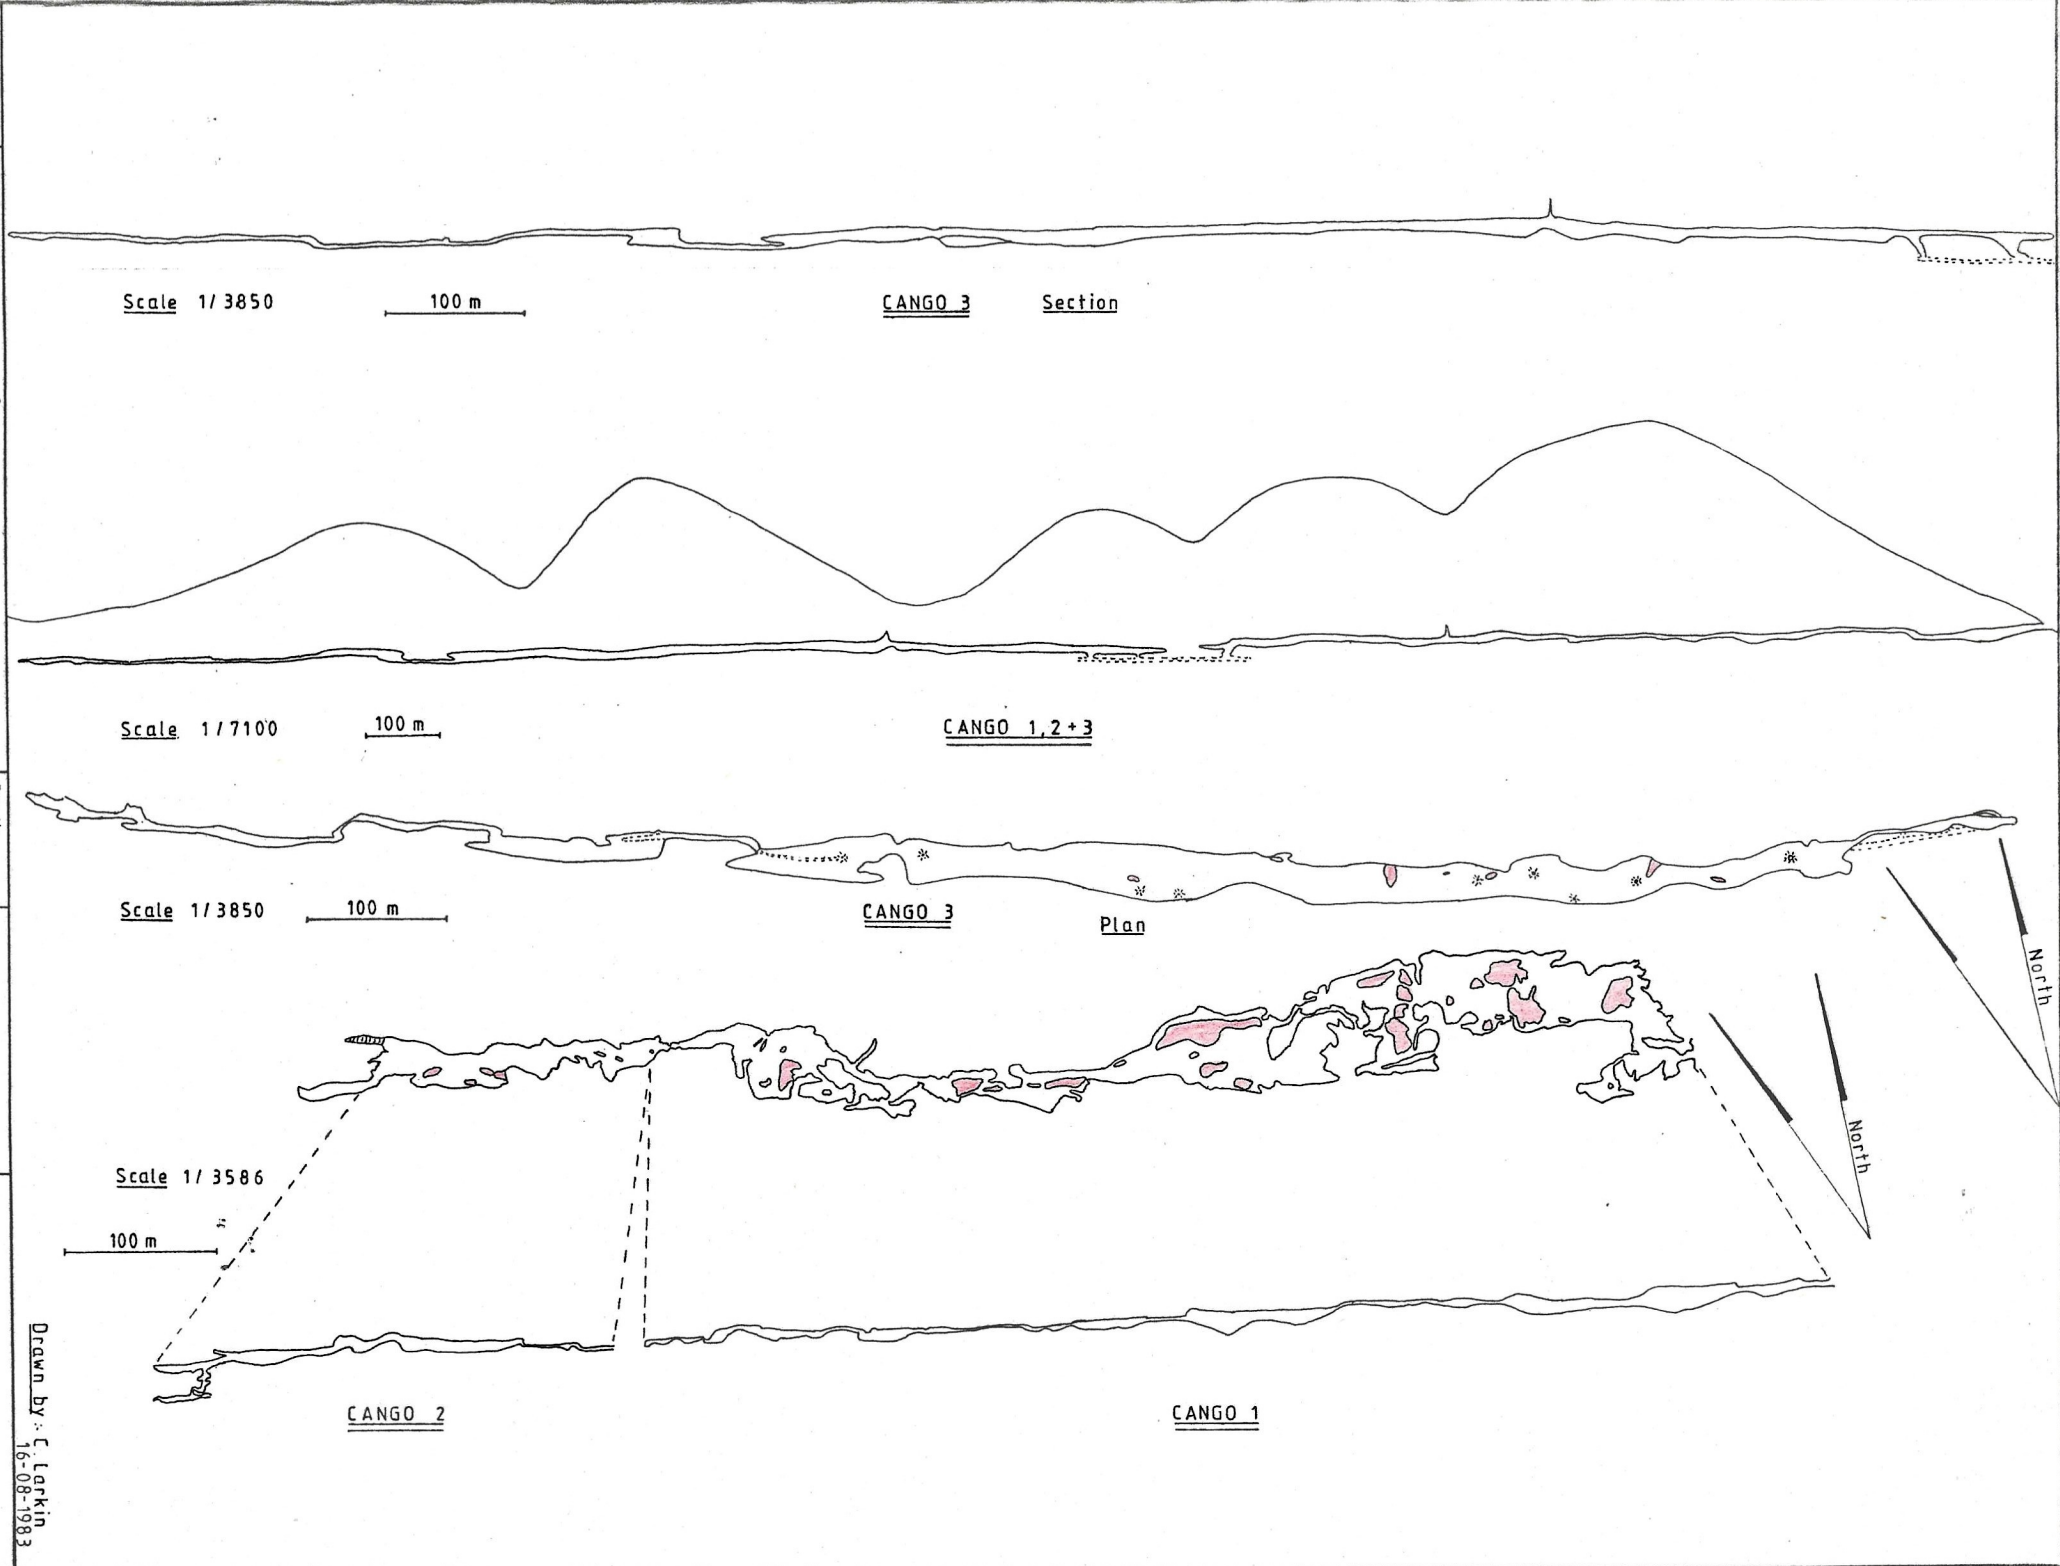 Scale 1/3850 100 m CANGO 3 Section
Scale 1/7100 100 m CANGO 1,2+3
Scale 1/3850 100 m CANGO 3 Plan
North
North
Scale 1/3586
100 m
CANGO 2 CANGO 1
Drawn by :- C. Larkin
16-08-1983